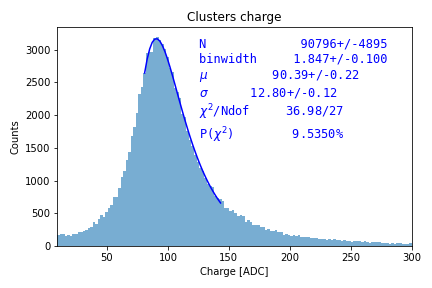 Clusters charge
N 90796+/-4895
binwidth 1.847+/-0.100
μ 90.39+/-0.22
σ 12.80+/-0.12
χ²/Ndof 36.98/27
P(χ²) 9.5350%
Counts
3000
2500
2000
1500
1000
500
0
50 100 150 200 250 300
Charge [ADC]